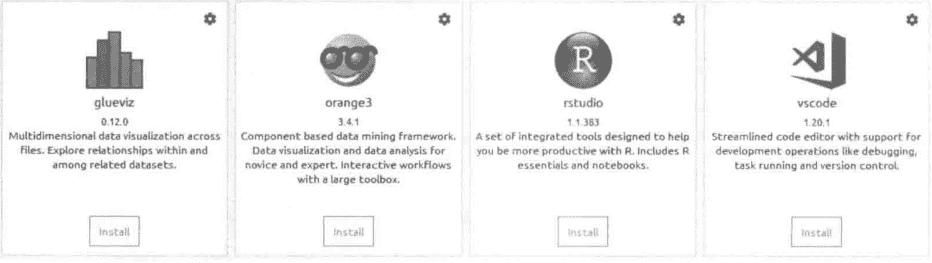 glueviz
0.12.0
Multidimensional data visualization across
files. Explore relationships within and
among related datasets.
Install
orange3
3.4.1
Component based data mining framework.
Data visualization and data analysis for
novice and expert. Interactive workflows
with a large toolbox.
Install
R
rstudio
1.1.383
A set of integrated tools designed to help
you be more productive with R. Includes R
essentials and notebooks.
Install
vscode
1.20.1
Streamlined code editor with support for
development operations like debugging,
task running and version control.
Install